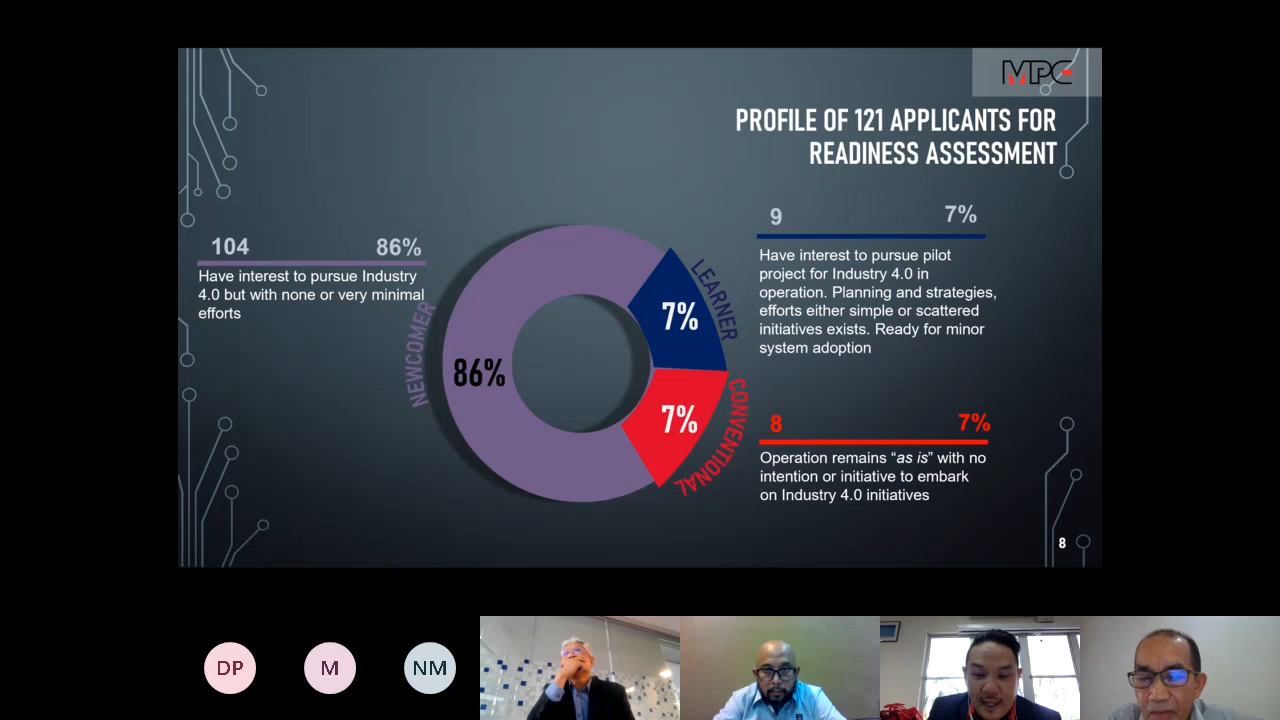 MPC
PROFILE OF 121 APPLICANTS FOR
READINESS ASSESSMENT
104 86%
Have interest to pursue Industry
4.0 but with none or very minimal
efforts
NEWCOMER
86%
LEARNER
7%
CONVENTIONAL
7%
9 7%
Have interest to pursue pilot
project for Industry 4.0 in
operation. Planning and strategies,
efforts either simple or scattered
initiatives exists. Ready for minor
system adoption
8 7%
Operation remains “as is” with no
intention or initiative to embark
on Industry 4.0 initiatives
8
DP
M
NM